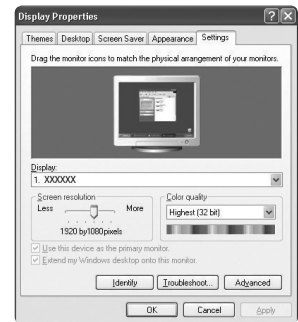 Display Properties
Themes Desktop Screen Saver Appearance Settings
Drag the monitor icons to match the physical arrangement of your monitors.
Display:
1. XXXXXX
Screen resolution
Less More
1920 by1080pixels
Color quality
Highest (32 bit)
Use this device as the primary monitor.
Extend my Windows desktop onto this monitor.
Identify Troubleshoot... Advanced
OK Cancel Apply